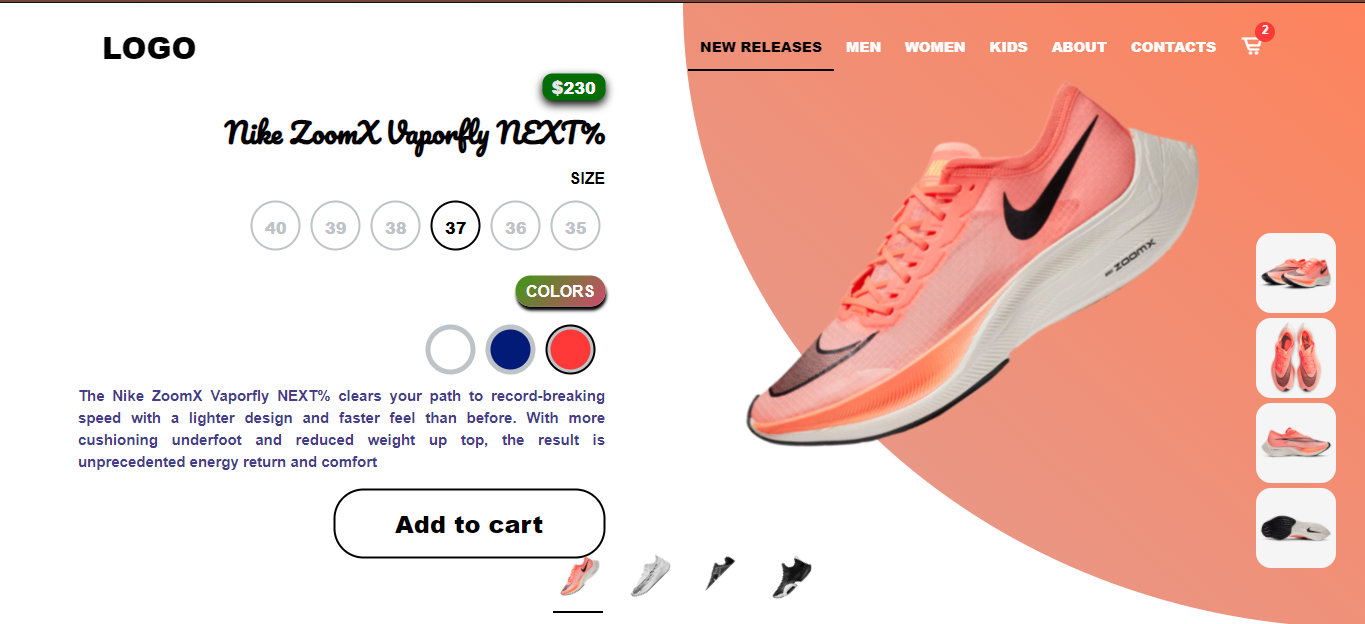 LOGO
NEW RELEASES MEN WOMEN KIDS ABOUT CONTACTS 2
$230
Nike ZoomX Vaporfly NEXT%
SIZE
40 39 38 37 36 35
COLORS
The Nike ZoomX Vaporfly NEXT% clears your path to record-breaking
speed with a lighter design and faster feel than before. With more
cushioning underfoot and reduced weight up top, the result is
unprecedented energy return and comfort
Add to cart
ZOOMX